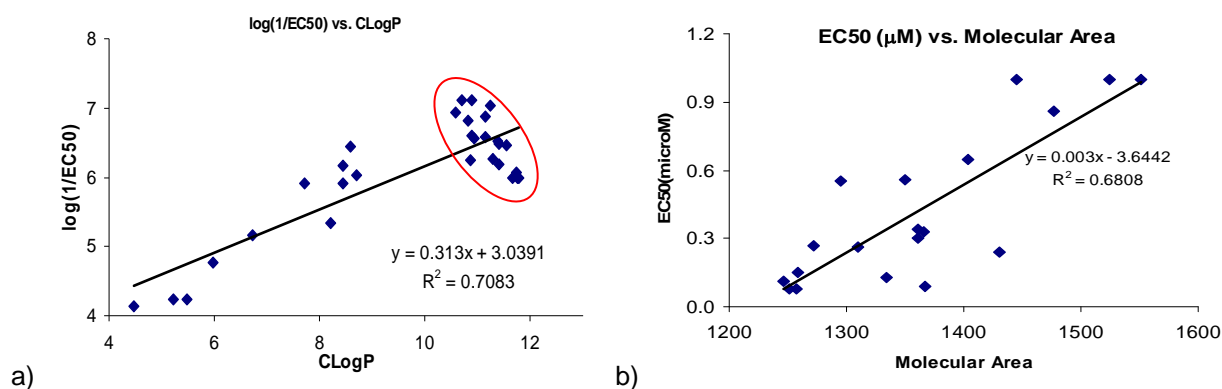 log(1/EC50) vs. CLogP
8
7
6
5
4
log(1/EC50)
y = 0.313x + 3.0391
R² = 0.7083
4 6 8 10 12
CLogP
a)
EC50 (μM) vs. Molecular Area
1.2
0.9
0.6
0.3
0.0
EC50(microM)
y = 0.003x - 3.6442
R² = 0.6808
1200 1300 1400 1500 1600
Molecular Area
b)